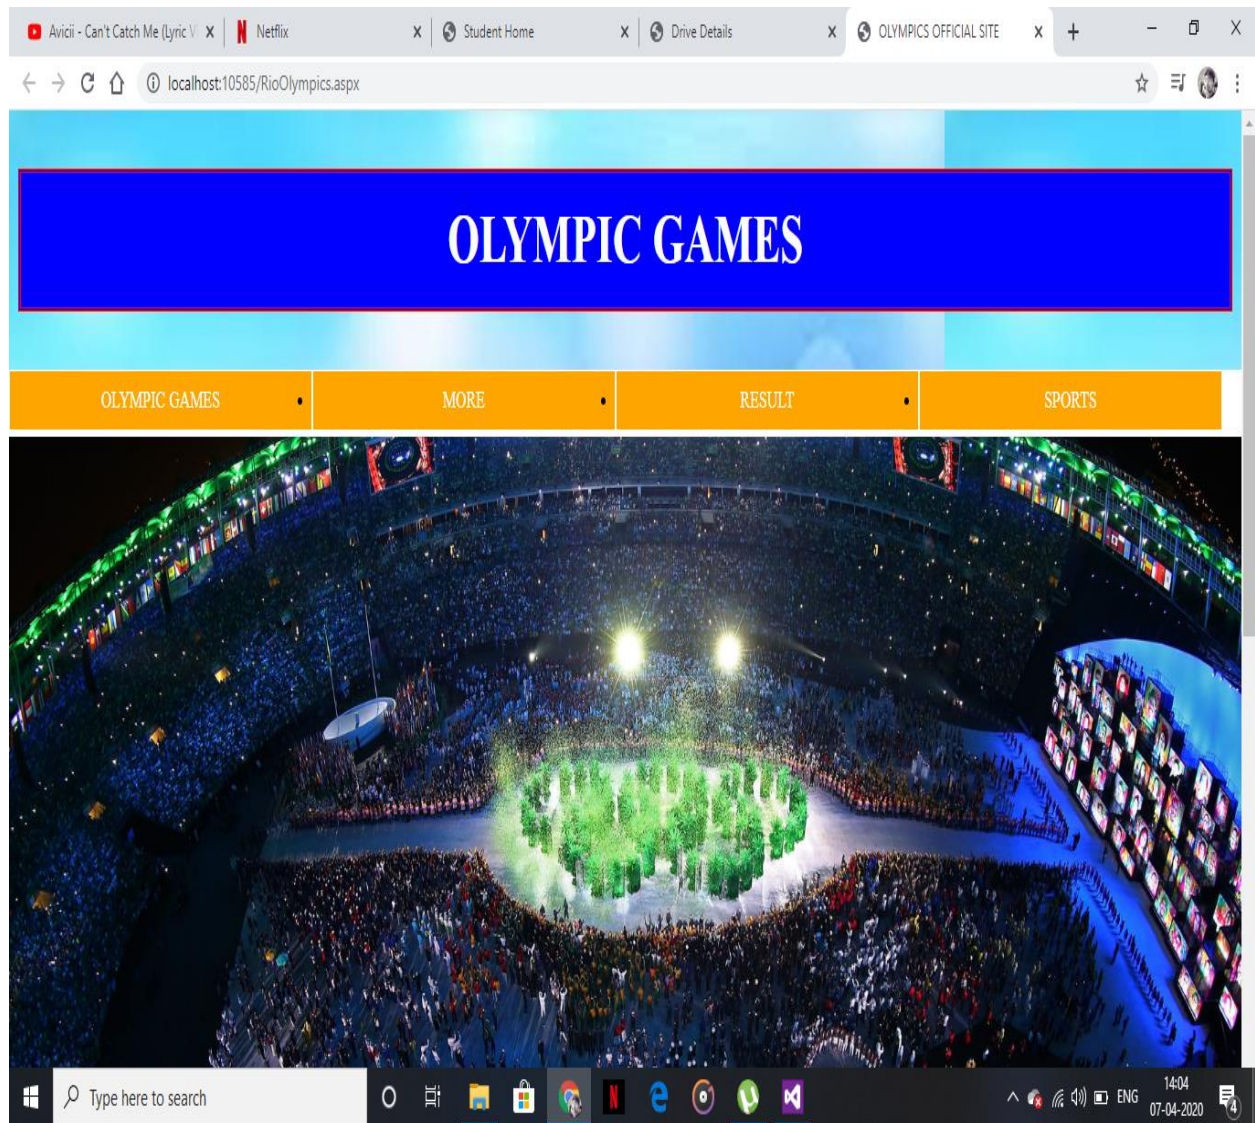 Avicii - Can't Catch Me (Lyric V Netflix Student Home Drive Details OLYMPICS OFFICIAL SITE
localhost:10585/RioOlympics.aspx
OLYMPIC GAMES
OLYMPIC GAMES • MORE • RESULT • SPORTS
Type here to search ENG 14:04
07-04-2020 4